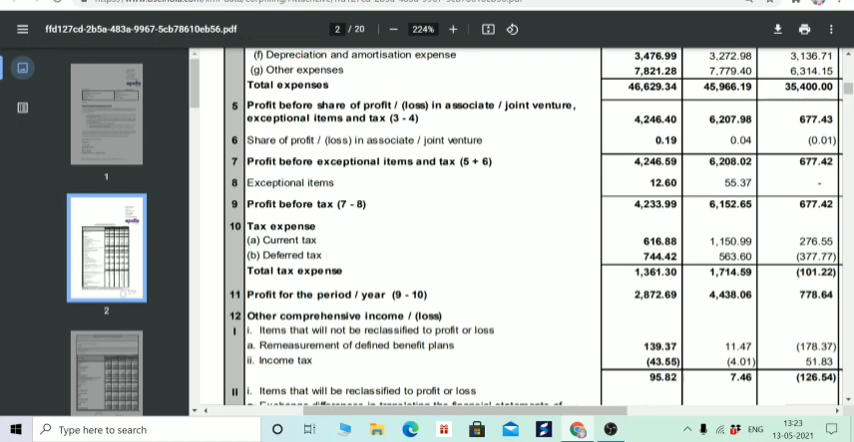 ffd127cd-2b5a-483a-9967-5cb78610eb56.pdf 2 / 20 224%
(f) Depreciation and amortisation expense 3,476.99 3,272.98 3,136.71
(g) Other expenses 7,821.28 7,779.40 6,314.15
Total expenses 46,629.34 45,966.19 35,400.00
5 Profit before share of profit / (loss) in associate / joint venture,
exceptional items and tax (3 - 4) 4,246.40 6,207.98 677.43
6 Share of profit / (loss) in associate / joint venture 0.19 0.04 (0.01)
7 Profit before exceptional items and tax (5 + 6) 4,246.59 6,208.02 677.42
8 Exceptional items 12.60 55.37 -
9 Profit before tax (7 - 8) 4,233.99 6,152.65 677.42
10 Tax expense
(a) Current tax 616.88 1,150.99 276.55
(b) Deferred tax 744.42 563.60 (377.77)
Total tax expense 1,361.30 1,714.59 (101.22)
11 Profit for the period / year (9 - 10) 2,872.69 4,438.06 778.64
12 Other comprehensive income / (loss)
I i. Items that will not be reclassified to profit or loss
a. Remeasurement of defined benefit plans 139.37 11.47 (178.37)
ii. Income tax (43.55) (4.01) 51.83
95.82 7.46 (126.54)
II i. Items that will be reclassified to profit or loss
1
2
Type here to search
ENG
13:23
13-05-2021